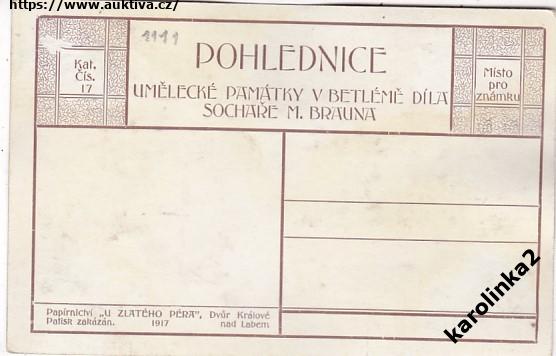 https://www.auktiva.cz/
Kat.
Čís.
17
POHLEDNICE
UMĚLECKÉ PAMÁTKY V BETLÉMĚ DÍLA
SOCHAŘE M. BRAUNA
Místo
pro
známku
Papírnictví „U ZLATÉHO PÉRA", Dvůr Králové
Patisk zakázán. 1917 nad Labem
karolinka2